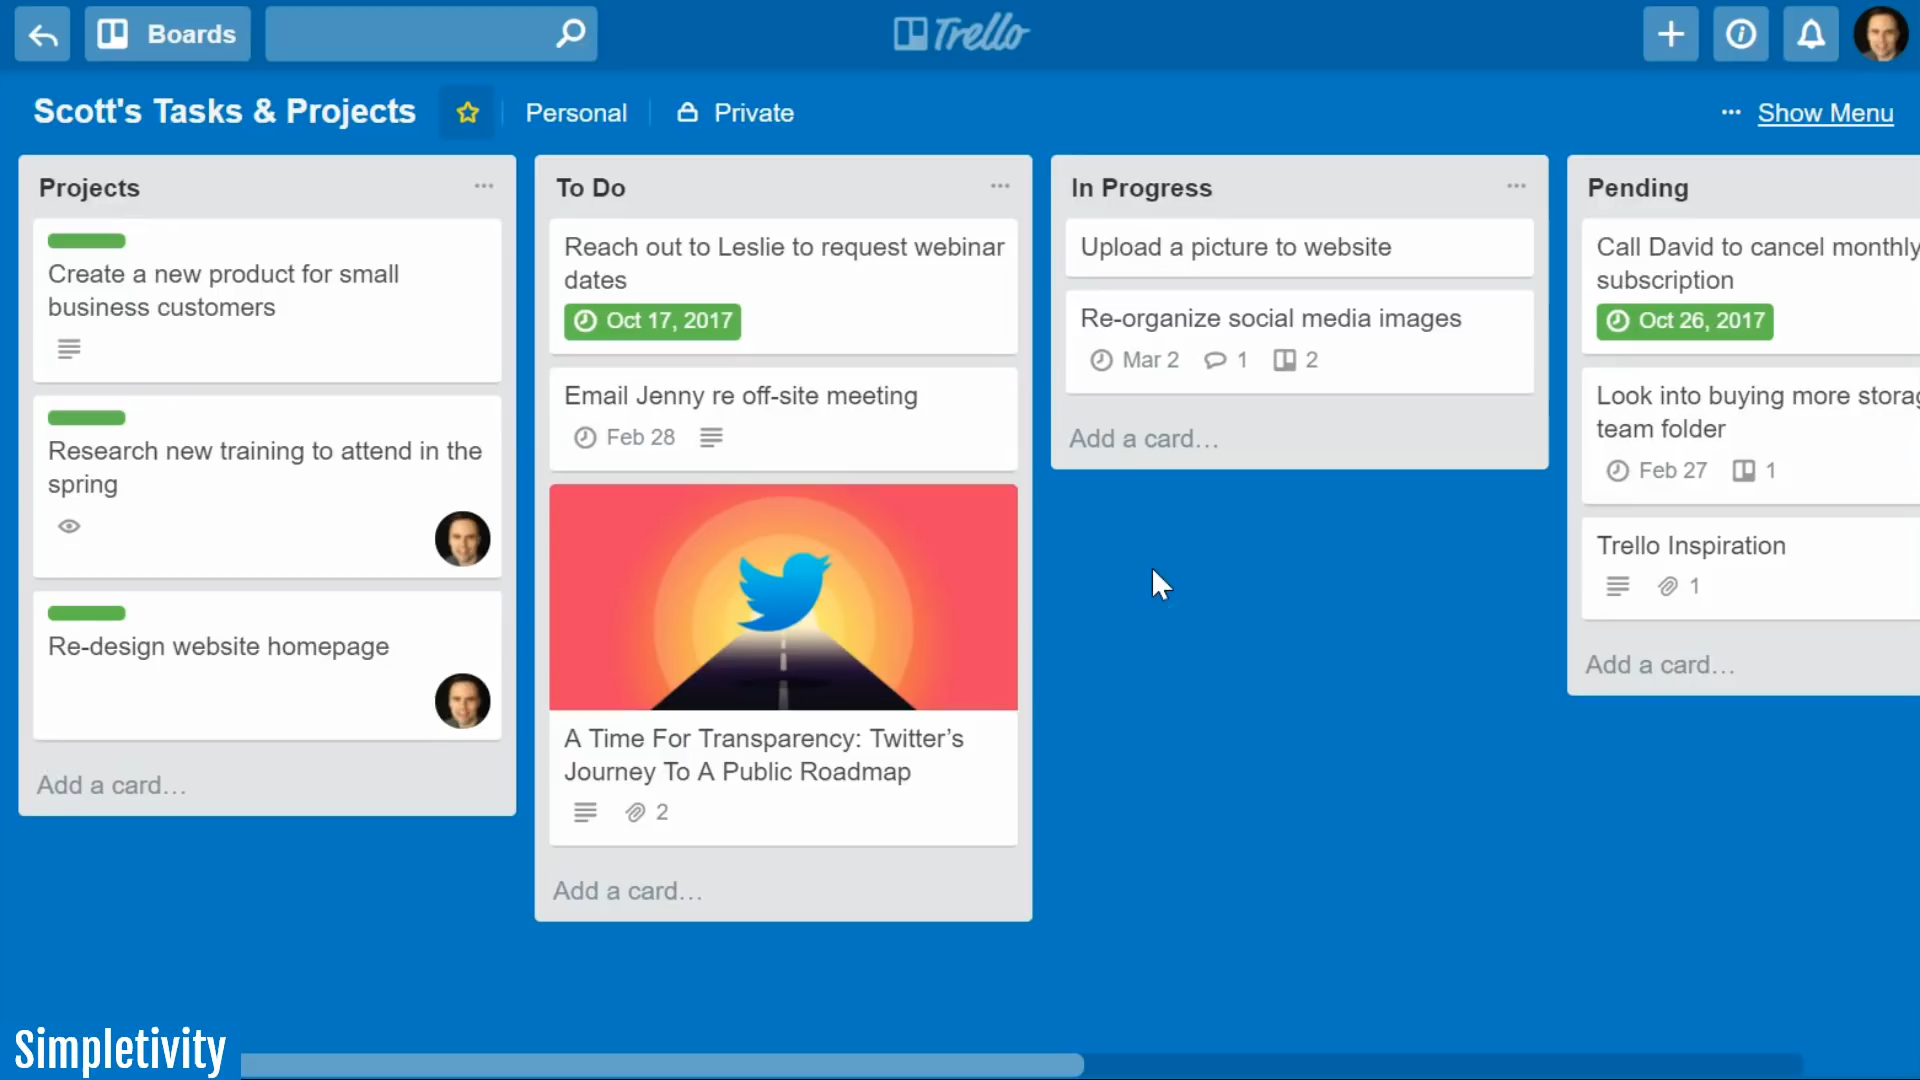 Boards
Trello
Scott's Tasks & Projects
Personal
Private
··· Show Menu
Projects
Create a new product for small
business customers
Research new training to attend in the
spring
Re-design website homepage
Add a card…
To Do
Reach out to Leslie to request webinar
dates
Oct 17, 2017
Email Jenny re off-site meeting
Feb 28
A Time For Transparency: Twitter’s
Journey To A Public Roadmap
2
Add a card…
In Progress
Upload a picture to website
Re-organize social media images
Mar 2 1 2
Add a card…
Pending
Call David to cancel monthly
subscription
Oct 26, 2017
Look into buying more
team folder
Feb 27 1
Trello Inspiration
1
Add a card…
Simpletivity